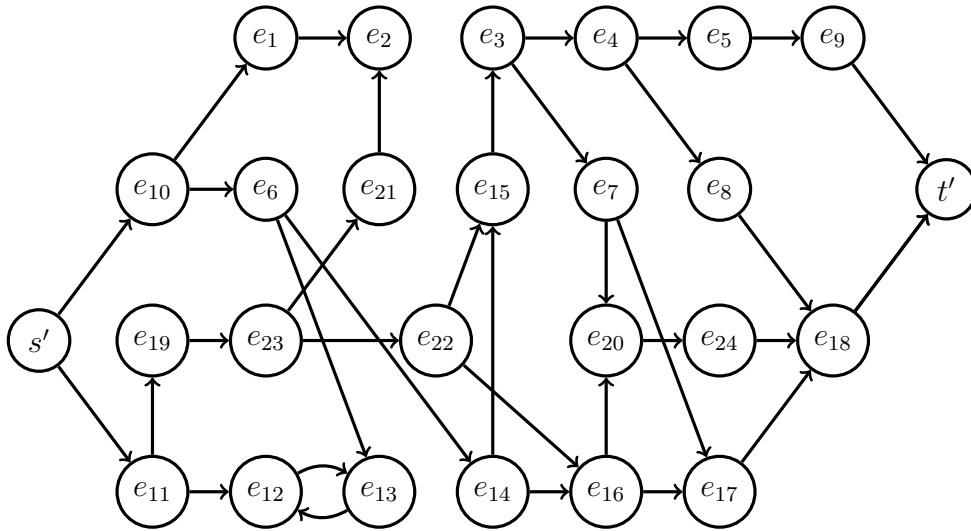 e₁ e₂ e₃ e₄ e₅ e₉
e₁₀ e₆ e₂₁ e₁₅ e₇ e₈ t′
s′ e₁₉ e₂₃ e₂₂ e₂₀ e₂₄ e₁₈
e₁₁ e₁₂ e₁₃ e₁₄ e₁₆ e₁₇